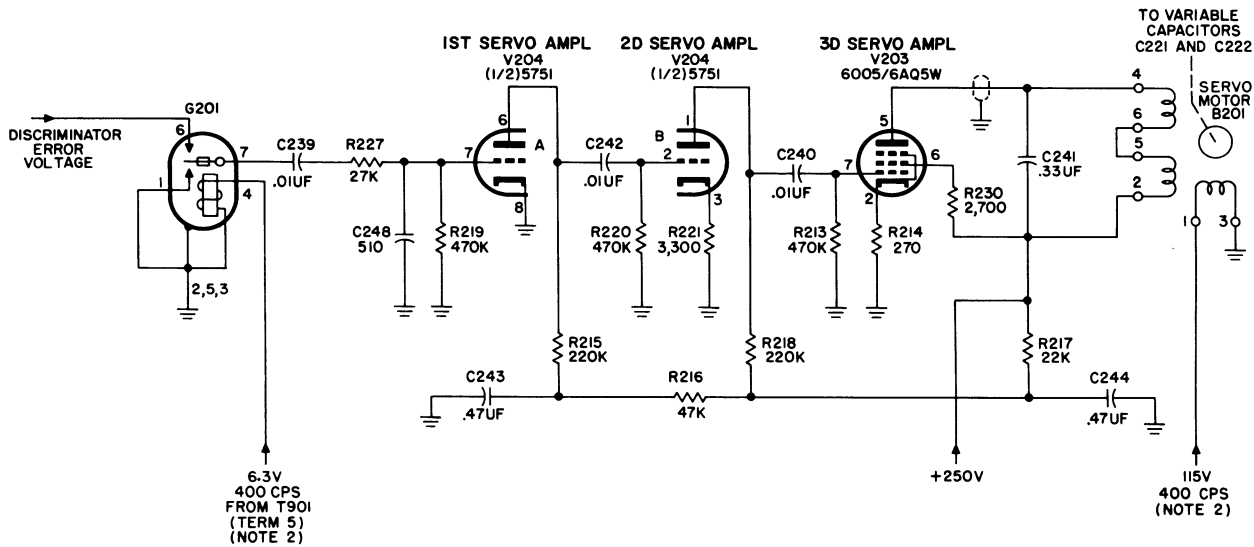 TO VARIABLE
CAPACITORS
C221 AND C222
1ST SERVO AMPL
V204
(1/2)5751
2D SERVO AMPL
V204
(1/2)5751
3D SERVO AMPL
V203
6005/6AQ5W
SERVO
MOTOR
B201
DISCRIMINATOR
ERROR
VOLTAGE
G201
6
7
1
4
2,5,3
C239
.01UF
R227
27K
C248
510
R219
470K
6
A
7
8
C242
.01UF
R220
470K
1
B
2
3
R221
3,300
C240
.01UF
R213
470K
5
7
6
2
R214
270
R230
2,700
C241
.33UF
4
6
5
2
1
3
R215
220K
R218
220K
R217
22K
C243
.47UF
R216
47K
C244
.47UF
6.3V
400 CPS
FROM T901
(TERM 5)
(NOTE 2)
+250V
115V
400 CPS
(NOTE 2)